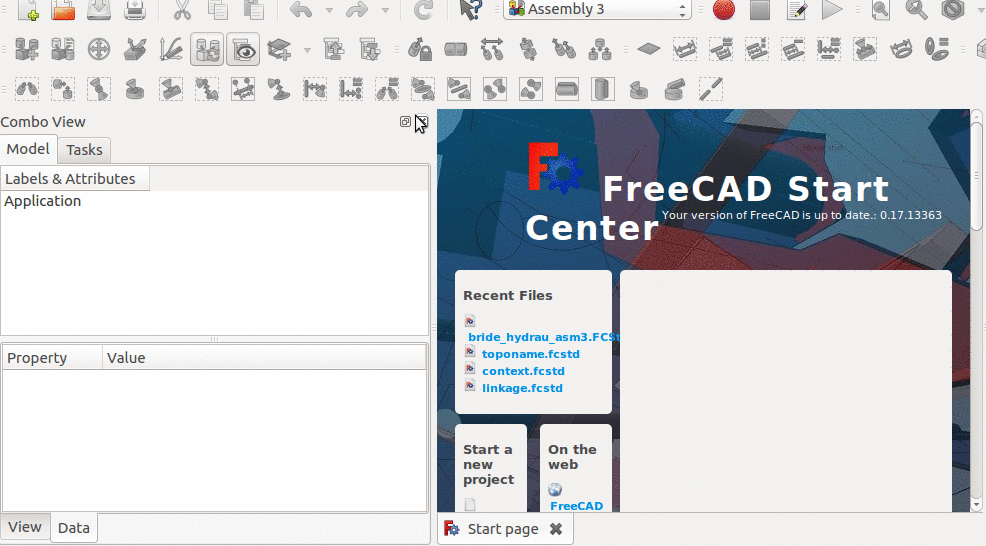 Assembly 3
Combo View
Model
Tasks
Labels & Attributes
Application
Property
Value
View
Data
FreeCAD Start
Center
Your version of FreeCAD is up to date.: 0.17.13363
Recent Files
bride_hydrau_asm3.FCSt
toponame.fcstd
context.fcstd
linkage.fcstd
Start a
new
project
On the
web
FreeCAD
Start page